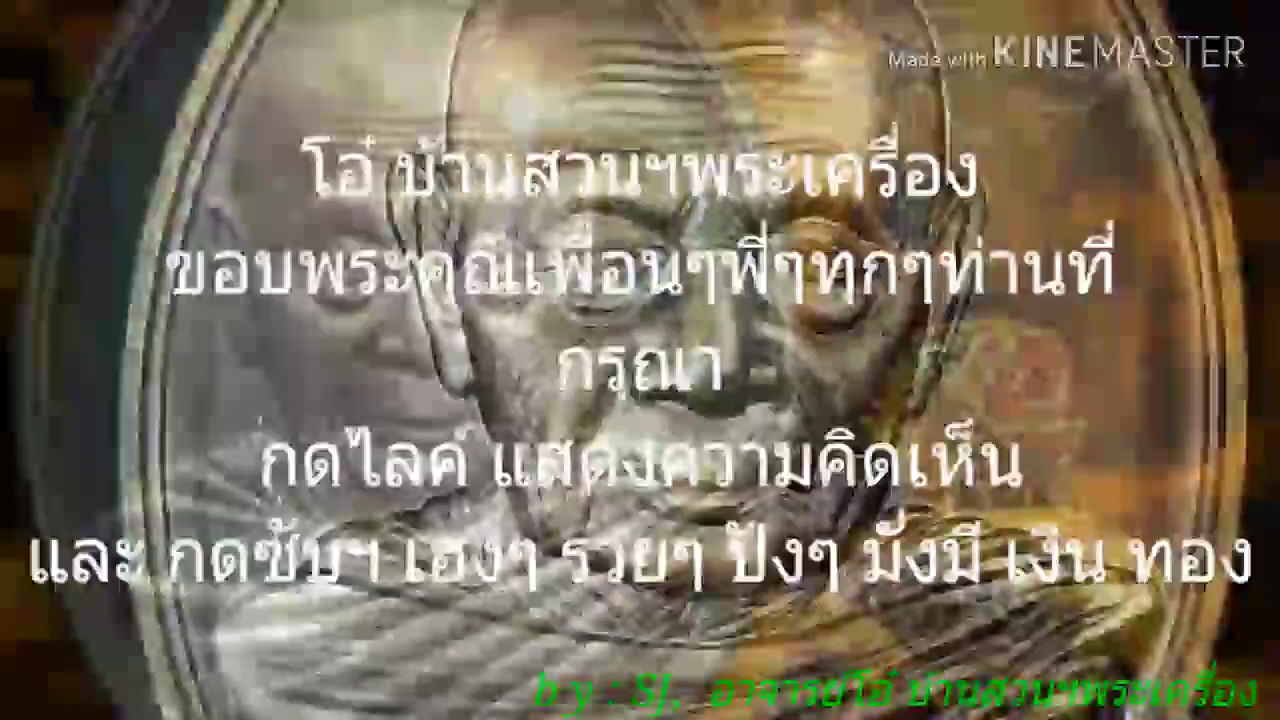 Made with KINEMASTER
โอ๋ บ้านสวนฯพระเครื่อง
ขอบพระคุณเพื่อนๆพี่ๆทุกๆท่านที่
กรุณา
กดไลค์ แสดงความคิดเห็น
และ กดซับฯ เฮงๆ รวยๆ ปังๆ มั่งมี เงิน ทอง
b y : SJ, อาจารย์โอ๋ บ้านสวนฯพระเครื่อง